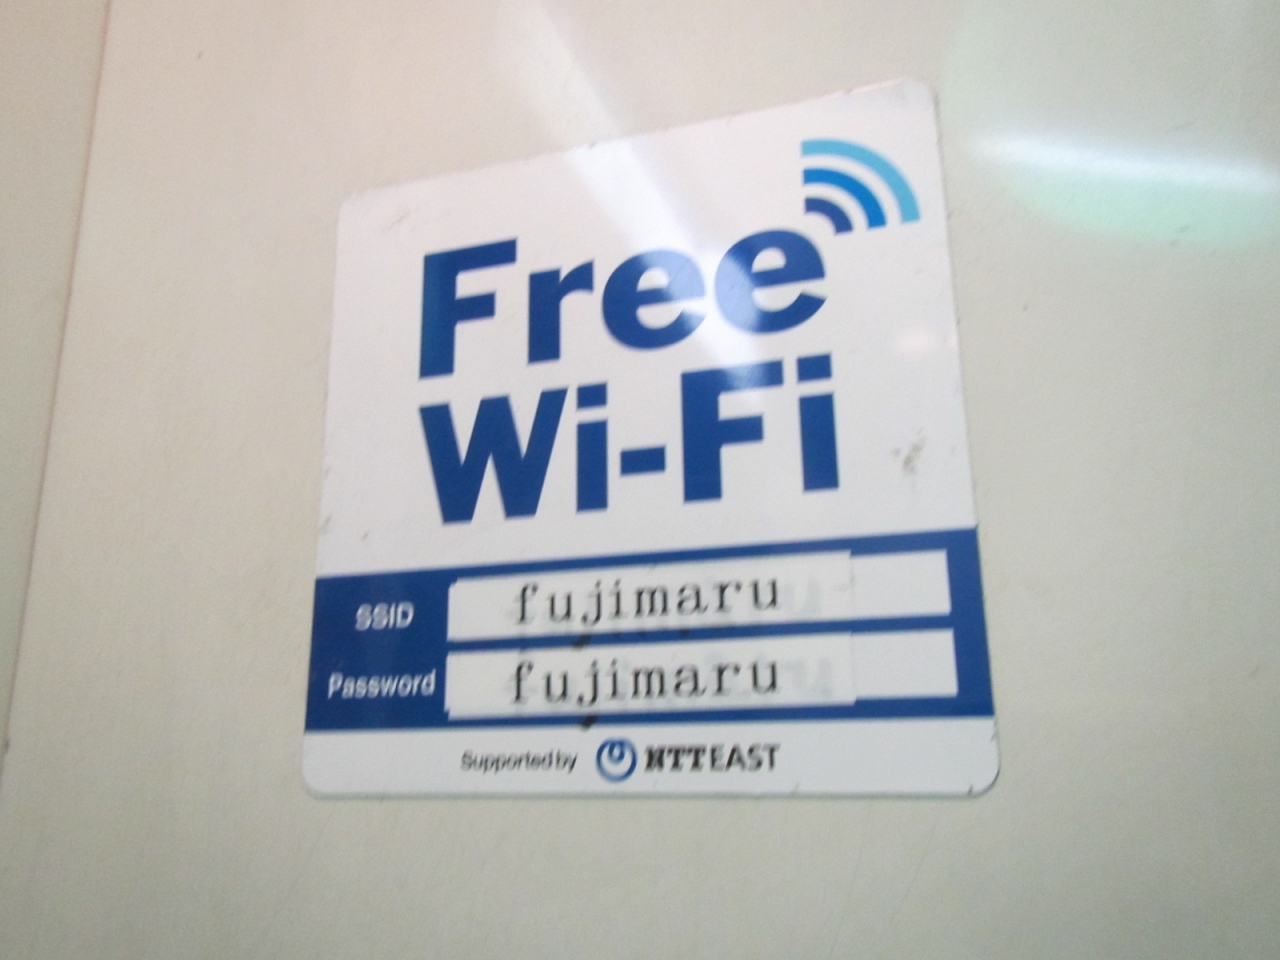 Free
Wi-Fi
SSID fujimaru
Password fujimaru
Supported by NTT EAST